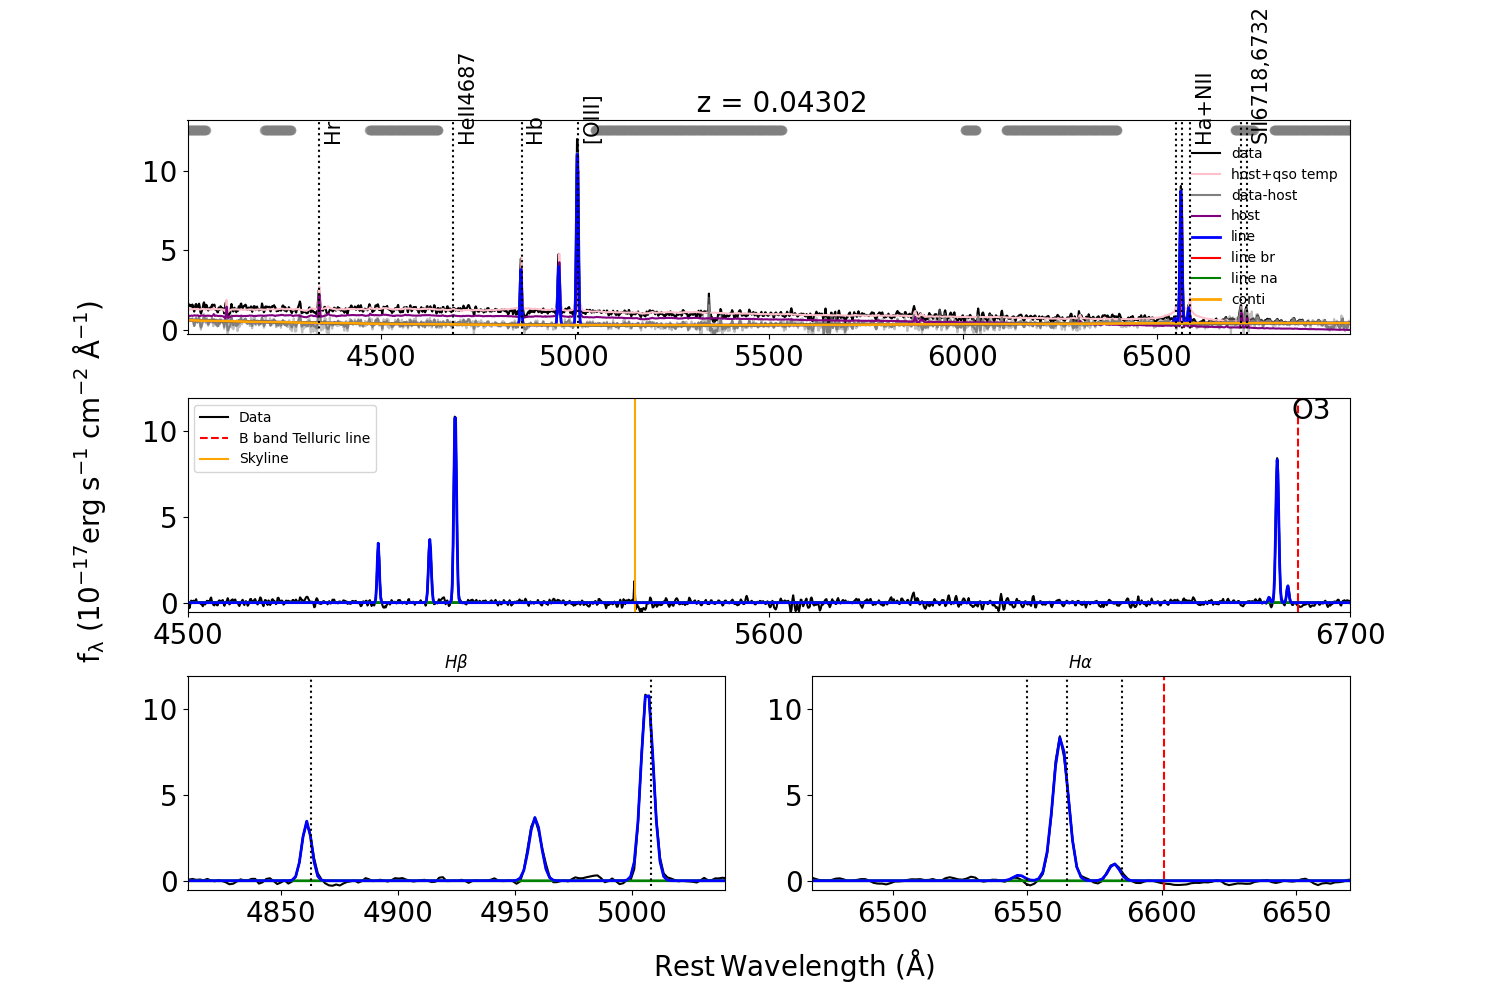 z = 0.04302
Hr
HeII4687
Hb
[OIII]
Ha+NII
SII6718,6732
data
host+qso temp
data-host
host
line
line br
line na
conti
10
5
0
4500
5000
5500
6000
6500
fλ (10⁻¹⁷erg s⁻¹ cm⁻² Å⁻¹)
Data
B band Telluric line
Skyline
O3
10
5
0
4500
5600
6700
Hβ
10
5
0
4850
4900
4950
5000
Hα
10
5
0
6500
6550
6600
6650
Rest Wavelength (Å)